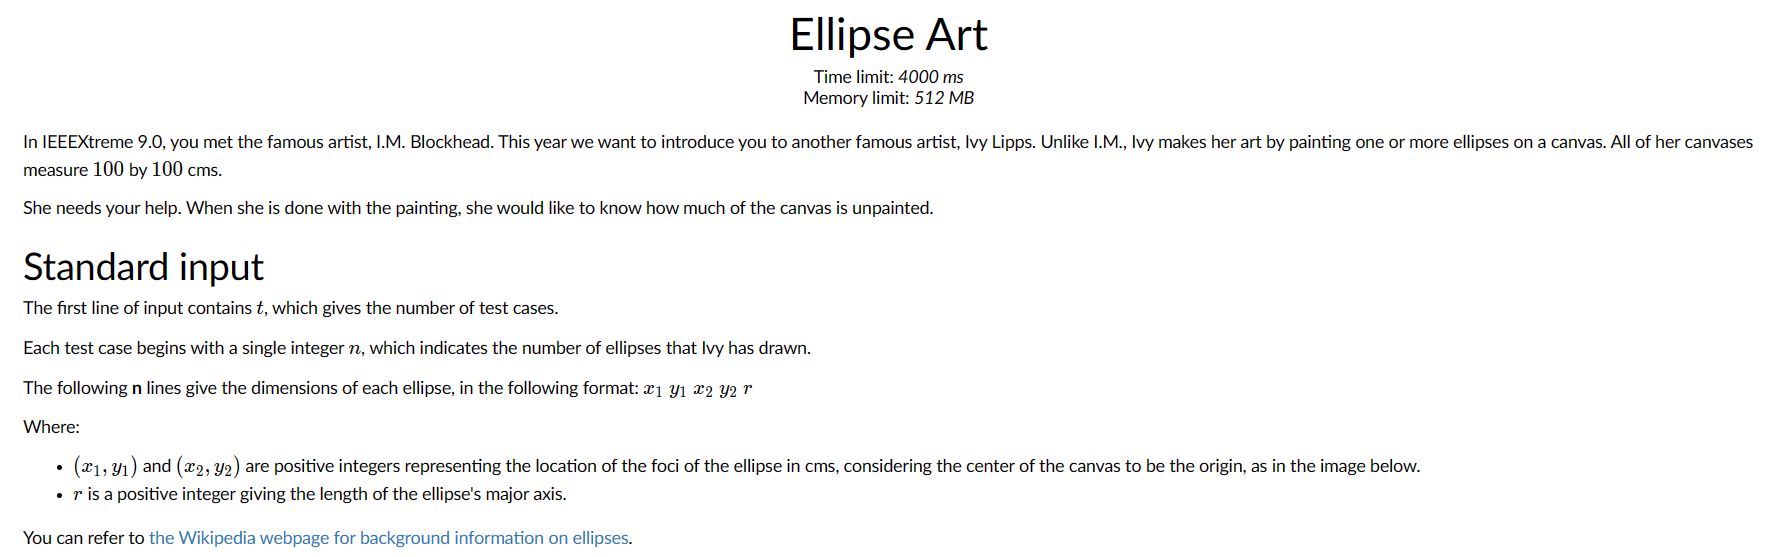 Ellipse Art
Time limit: 4000 ms
Memory limit: 512 MB
In IEEEXtreme 9.0, you met the famous artist, I.M. Blockhead. This year we want to introduce you to another famous artist, Ivy Lipps. Unlike I.M., Ivy makes her art by painting one or more ellipses on a canvas. All of her canvases
measure 100 by 100 cms.
She needs your help. When she is done with the painting, she would like to know how much of the canvas is unpainted.
Standard input
The first line of input contains t, which gives the number of test cases.
Each test case begins with a single integer n, which indicates the number of ellipses that Ivy has drawn.
The following n lines give the dimensions of each ellipse, in the following format: x₁ y₁ x₂ y₂ r
Where:
• (x₁, y₁) and (x₂, y₂) are positive integers representing the location of the foci of the ellipse in cms, considering the center of the canvas to be the origin, as in the image below.
• r is a positive integer giving the length of the ellipse's major axis.
You can refer to the Wikipedia webpage for background information on ellipses.